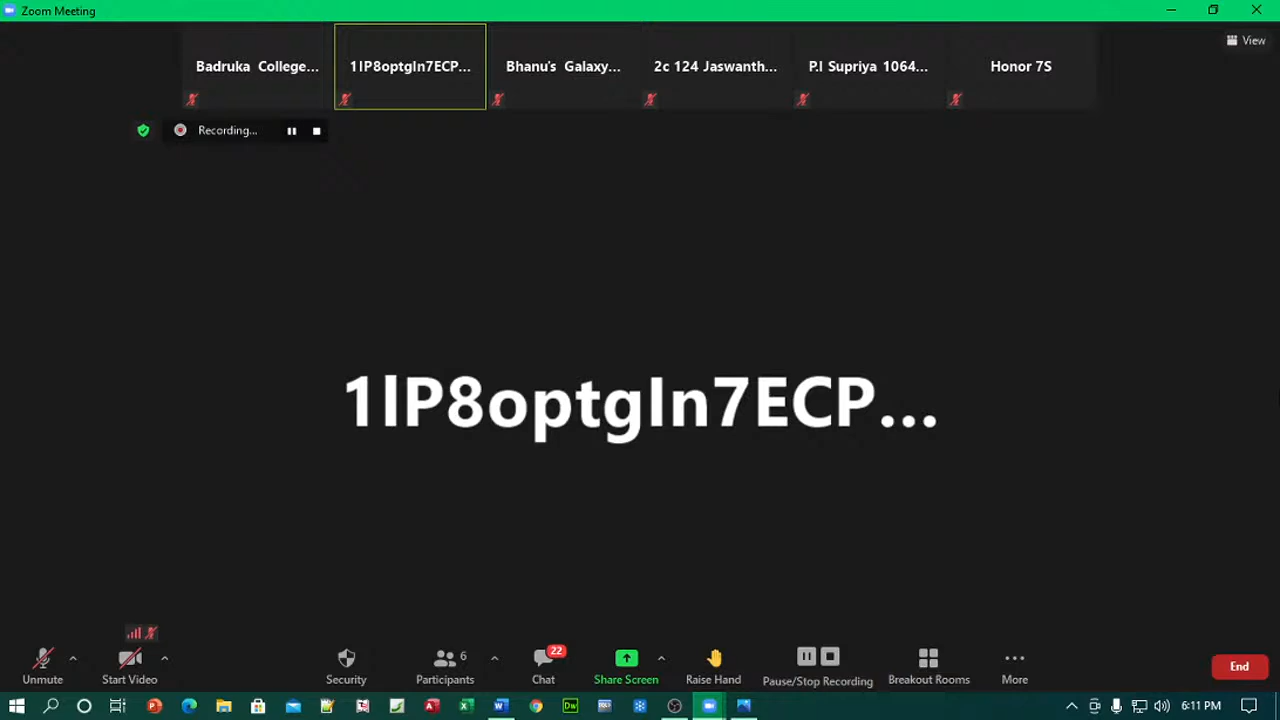 Zoom Meeting
View
Badruka College...
1lP8optgIn7ECP...
Bhanu's Galaxy...
2c 124 Jaswanth...
P.I Supriya 1064...
Honor 7S
Recording...
1lP8optgIn7ECP...
Unmute
Start Video
Security
6
Participants
22
Chat
Share Screen
Raise Hand
Pause/Stop Recording
Breakout Rooms
More
End
6:11 PM